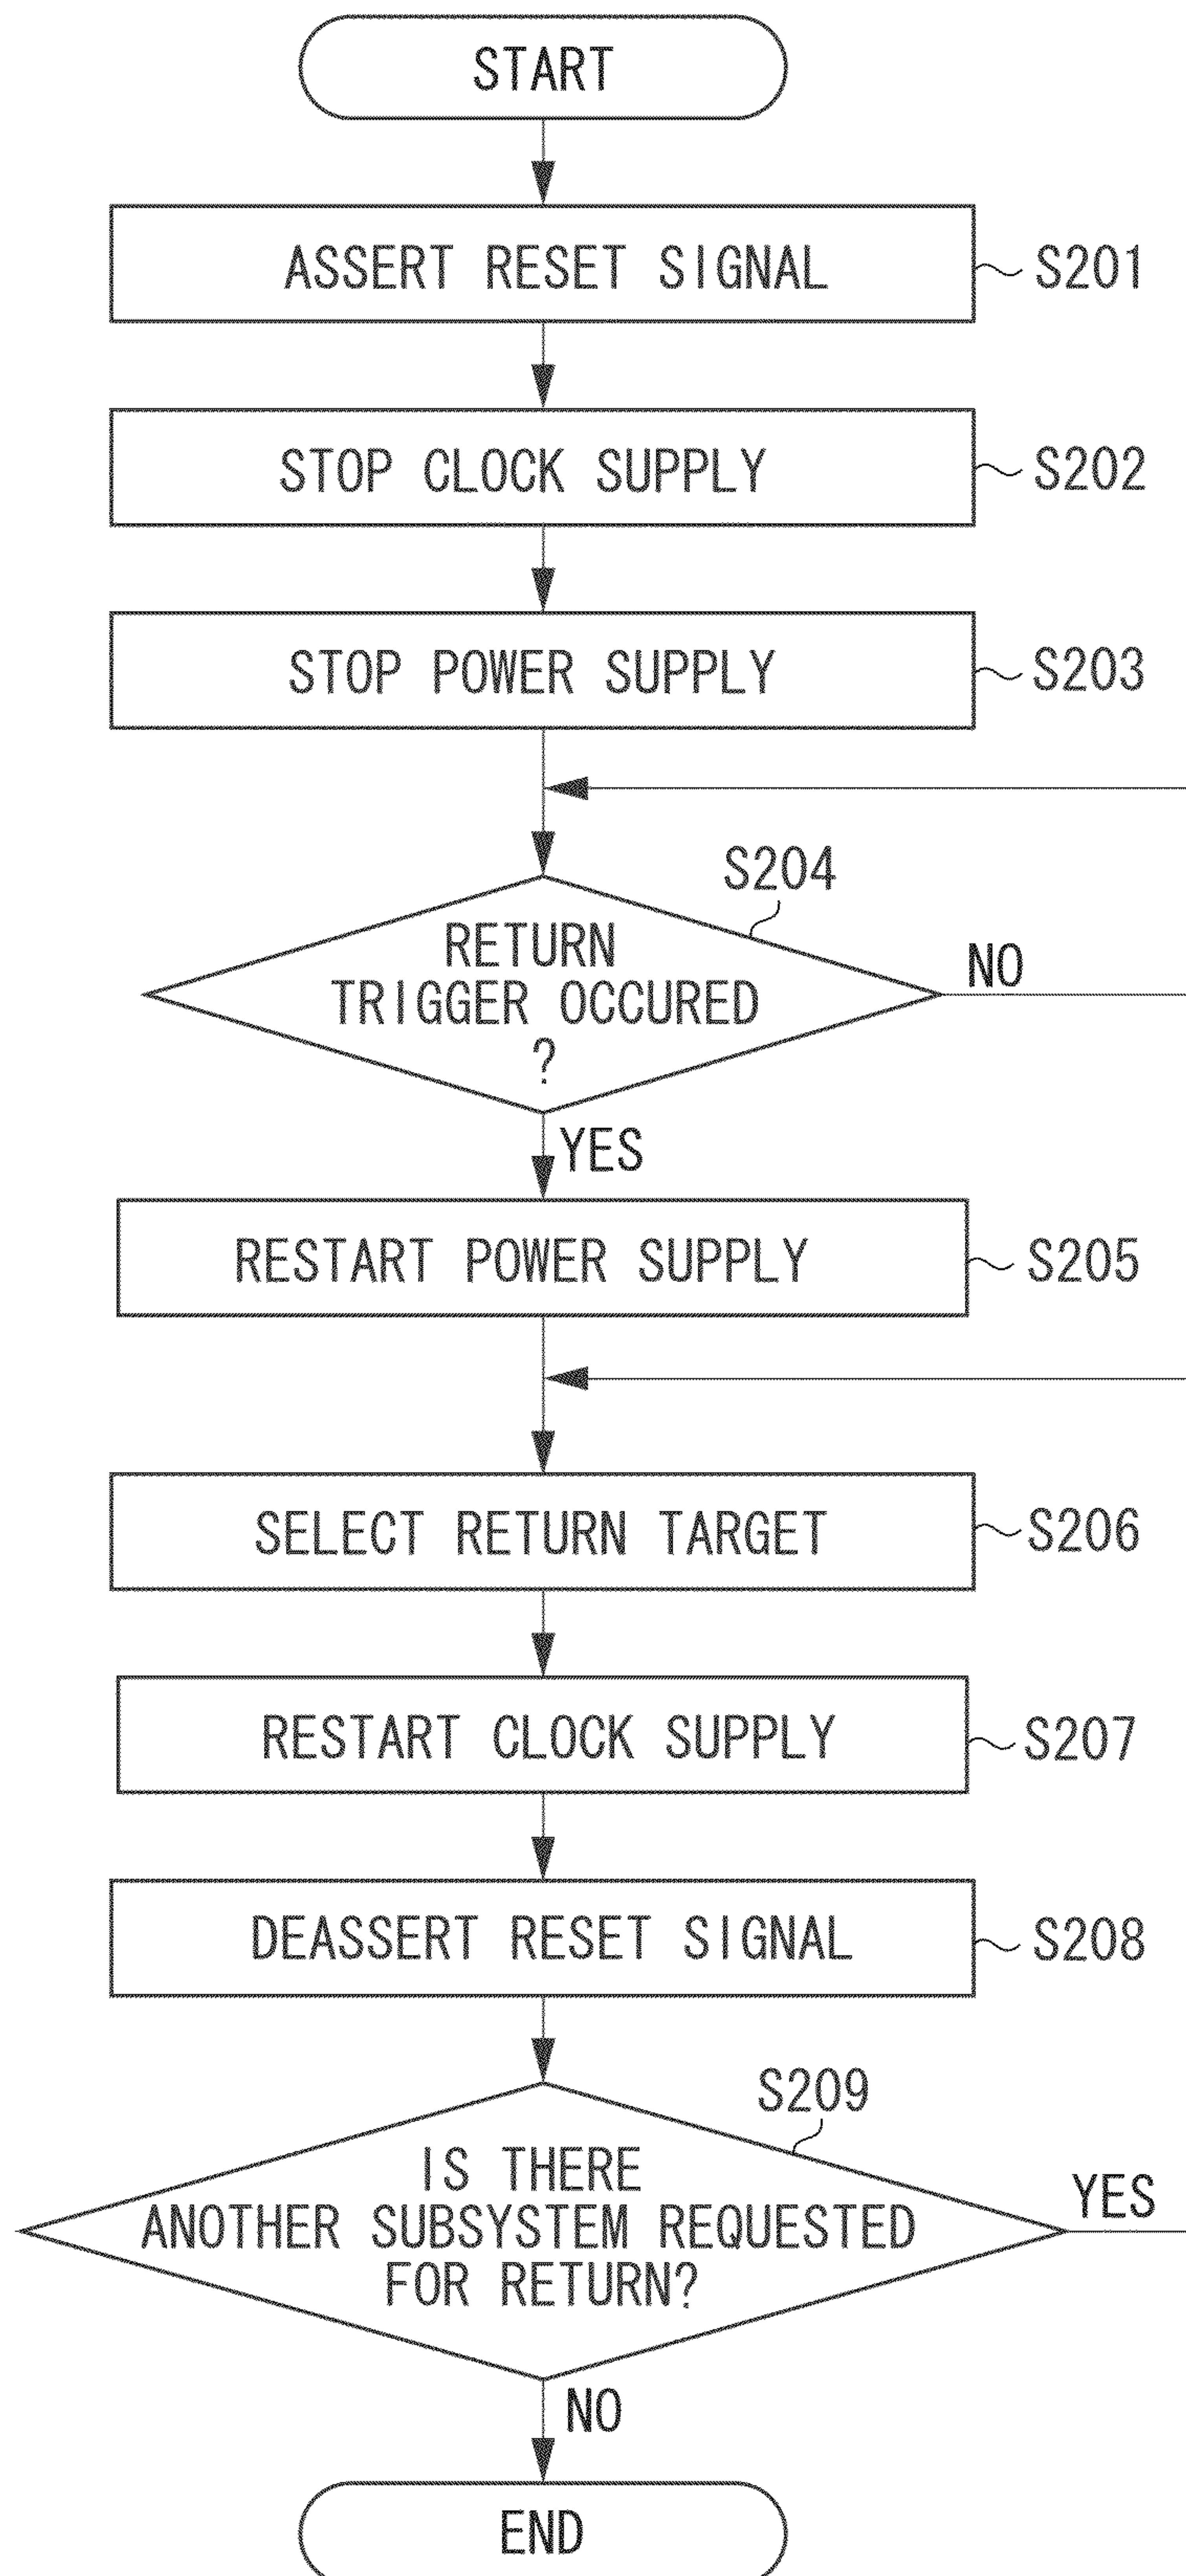 START
ASSERT RESET SIGNAL
S201
STOP CLOCK SUPPLY
S202
STOP POWER SUPPLY
S203
S204
RETURN
TRIGGER OCCURED
?
NO
YES
RESTART POWER SUPPLY
S205
SELECT RETURN TARGET
S206
RESTART CLOCK SUPPLY
S207
DEASSERT RESET SIGNAL
S208
S209
IS THERE
ANOTHER SUBSYSTEM REQUESTED
FOR RETURN?
YES
NO
END